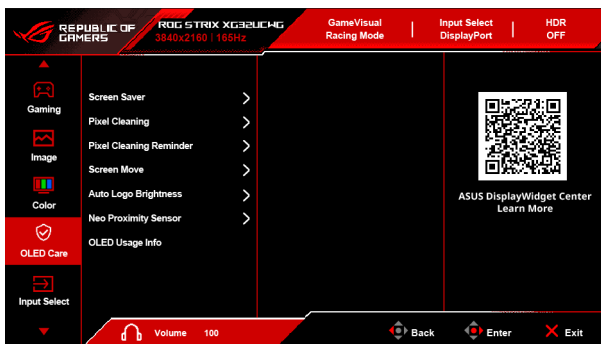 REPUBLIC OF
GAMERS
ROG STRIX XG32UCWG
3840x2160 | 165Hz
GameVisual
Racing Mode
Input Select
DisplayPort
HDR
OFF
Gaming
Image
Color
OLED Care
Input Select
Screen Saver
Pixel Cleaning
Pixel Cleaning Reminder
Screen Move
Auto Logo Brightness
Neo Proximity Sensor
OLED Usage Info
ASUS DisplayWidget Center
Learn More
Volume 100
Back
Enter
Exit